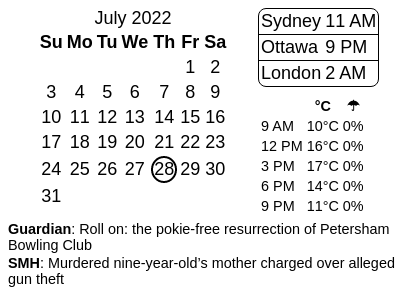 July 2022
Su Mo Tu We Th Fr Sa
1 2
3 4 5 6 7 8 9
10 11 12 13 14 15 16
17 18 19 20 21 22 23
24 25 26 27 28 29 30
31
Sydney 11 AM
Ottawa 9 PM
London 2 AM
°C ☂
9 AM 10°C 0%
12 PM 16°C 0%
3 PM 17°C 0%
6 PM 14°C 0%
9 PM 11°C 0%
Guardian: Roll on: the pokie-free resurrection of Petersham
Bowling Club
SMH: Murdered nine-year-old’s mother charged over alleged
gun theft